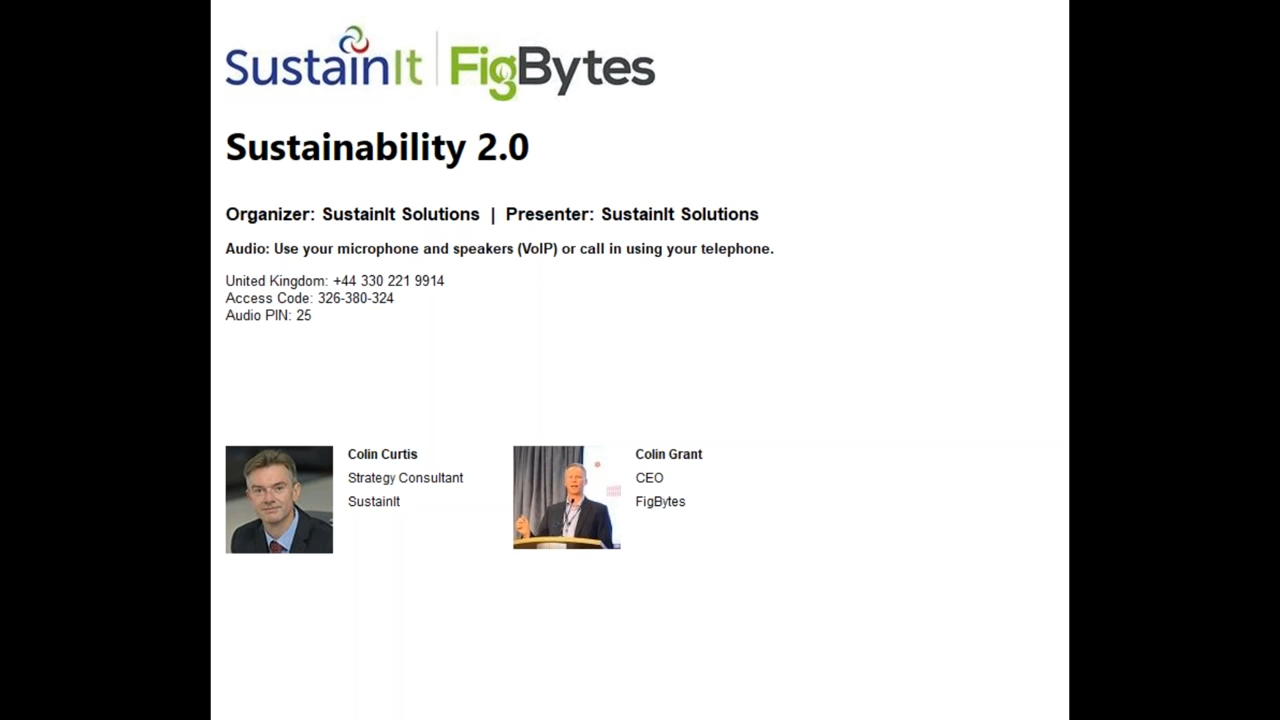 SustainIt | FigBytes
Sustainability 2.0
Organizer: SustainIt Solutions | Presenter: SustainIt Solutions
Audio: Use your microphone and speakers (VoIP) or call in using your telephone.
United Kingdom: +44 330 221 9914
Access Code: 326-380-324
Audio PIN: 25
Colin Curtis
Strategy Consultant
SustainIt
Colin Grant
CEO
FigBytes